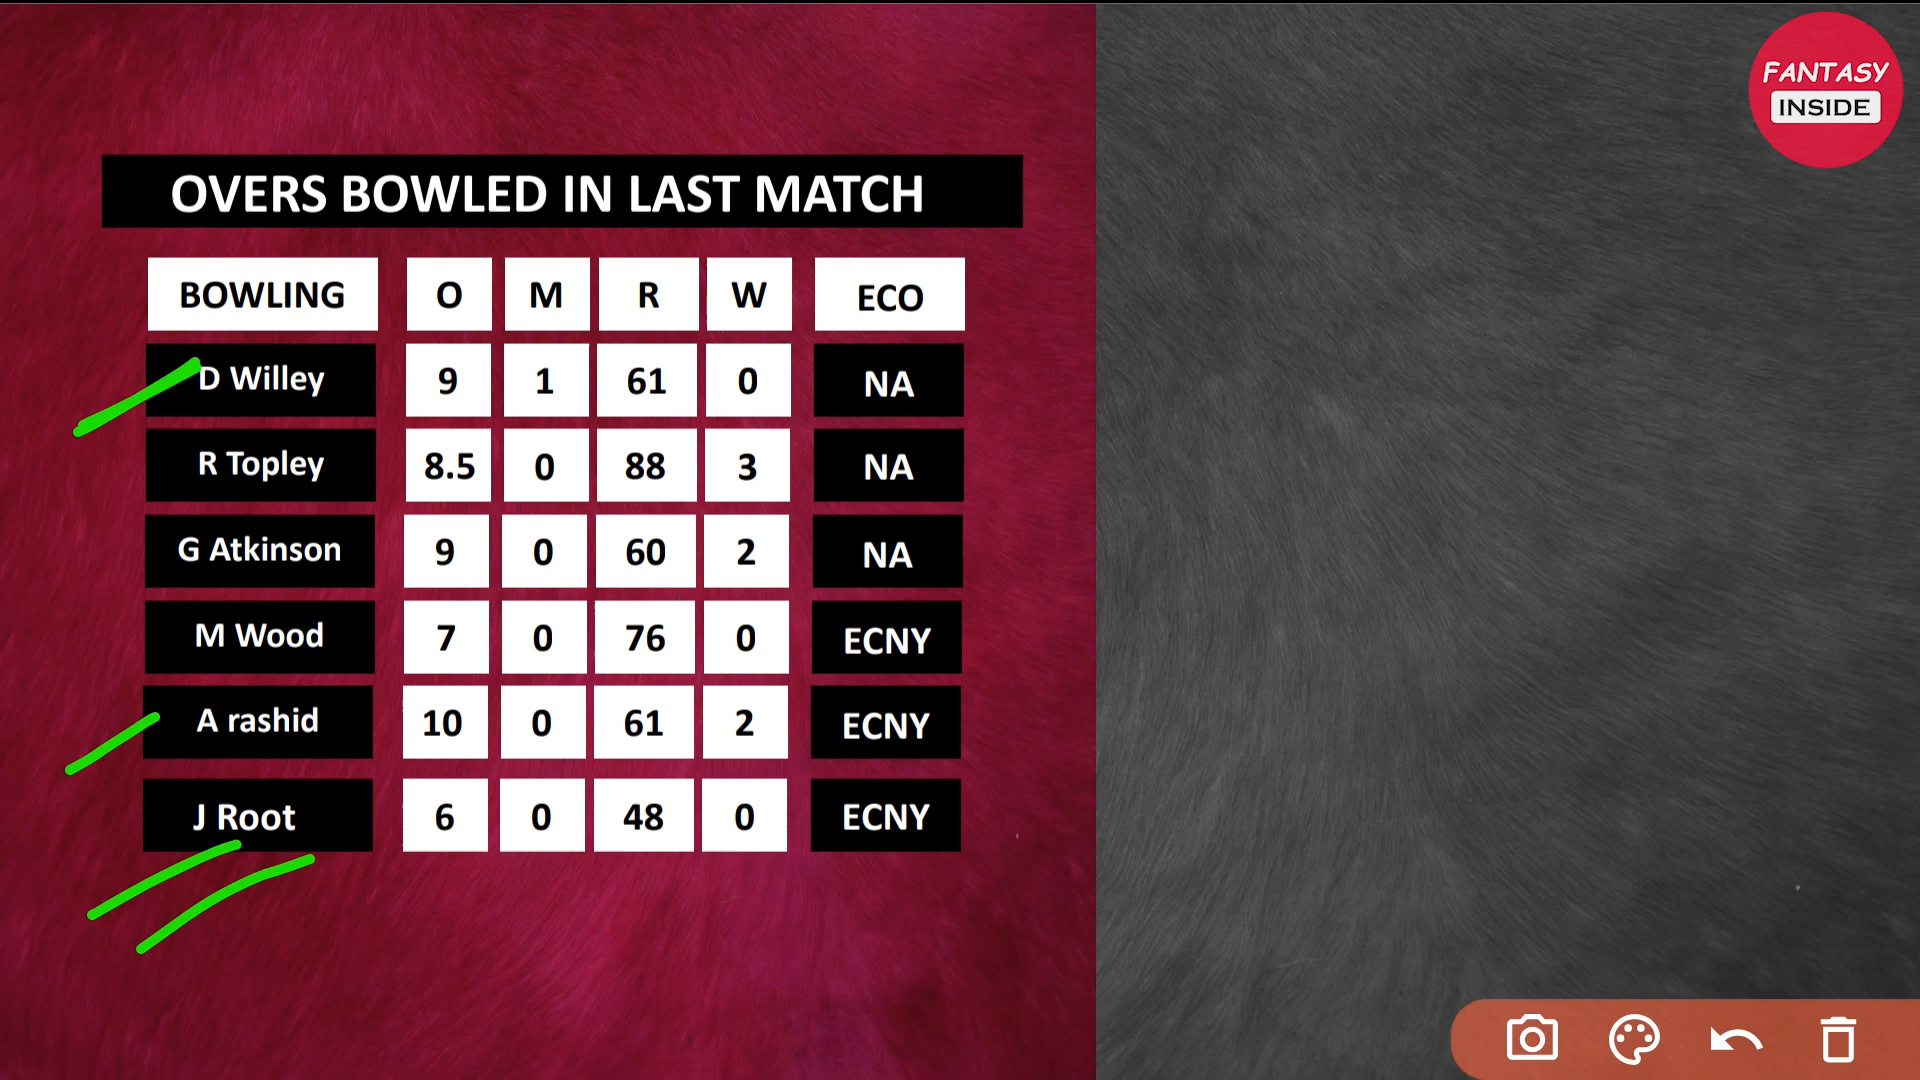 FANTASY
INSIDE
OVERS BOWLED IN LAST MATCH
BOWLING O M R W ECO
D Willey 9 1 61 0 NA
R Topley 8.5 0 88 3 NA
G Atkinson 9 0 60 2 NA
M Wood 7 0 76 0 ECNY
A rashid 10 0 61 2 ECNY
J Root 6 0 48 0 ECNY